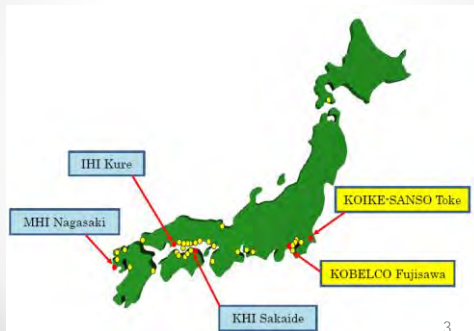 IHI Kure
MHI Nagasaki
KOIKE-SANSO Toke
KOBELCO Fujisawa
KHI Sakaide
3